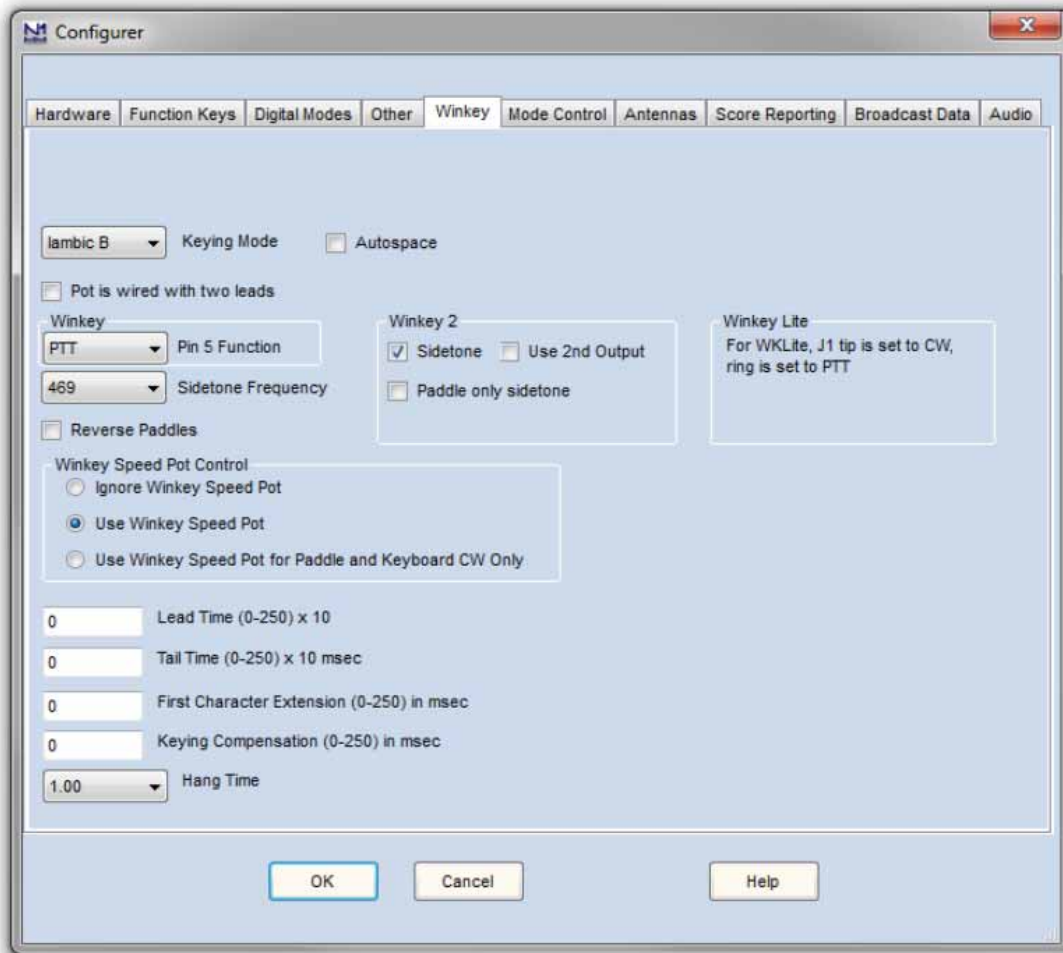 N1
Configurer
Hardware Function Keys Digital Modes Other Winkey Mode Control Antennas Score Reporting Broadcast Data Audio
Iambic B Keying Mode Autospace
Pot is wired with two leads
Winkey
PTT Pin 5 Function
469 Sidetone Frequency
Reverse Paddles
Winkey 2
Sidetone Use 2nd Output
Paddle only sidetone
Winkey Lite
For WKLite, J1 tip is set to CW,
ring is set to PTT
Winkey Speed Pot Control
Ignore Winkey Speed Pot
Use Winkey Speed Pot
Use Winkey Speed Pot for Paddle and Keyboard CW Only
0 Lead Time (0-250) x 10
0 Tail Time (0-250) x 10 msec
0 First Character Extension (0-250) in msec
0 Keying Compensation (0-250) in msec
1.00 Hang Time
OK Cancel Help